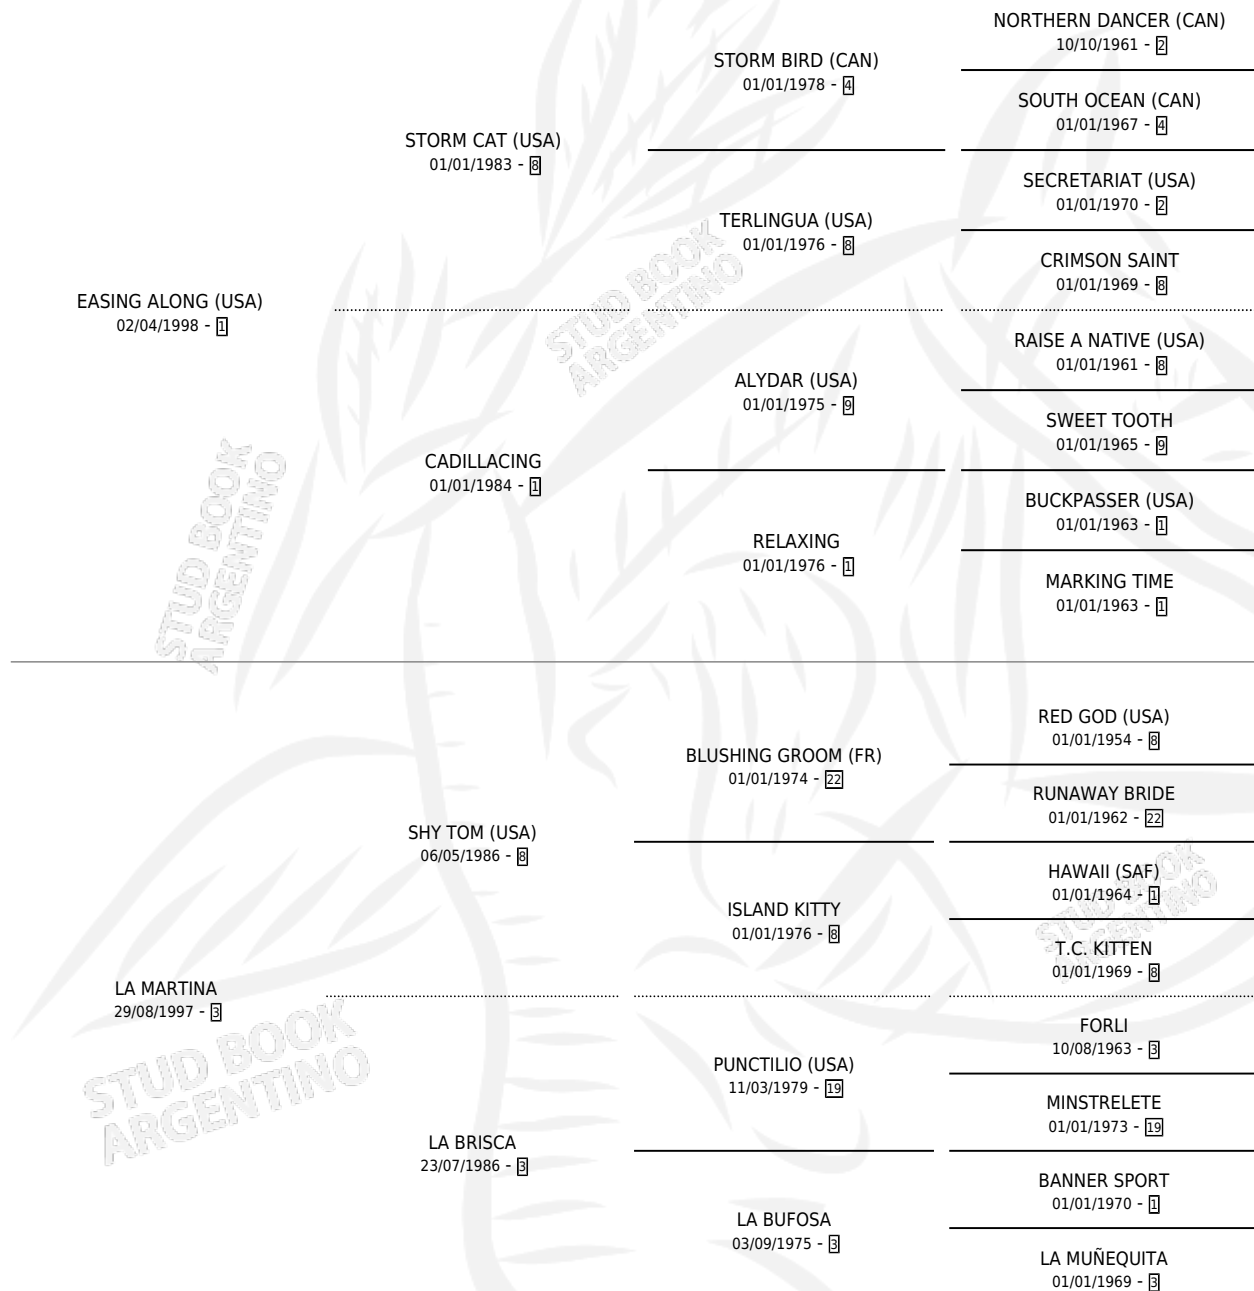 NORTHERN DANCER (CAN)
10/10/1961 - 2
STORM BIRD (CAN)
01/01/1978 - 4
SOUTH OCEAN (CAN)
01/01/1967 - 4
STORM CAT (USA)
01/01/1983 - 8
SECRETARIAT (USA)
01/01/1970 - 2
TERLINGUA (USA)
01/01/1976 - 8
CRIMSON SAINT
01/01/1969 - 8
EASING ALONG (USA)
02/04/1998 - 1
RAISE A NATIVE (USA)
01/01/1961 - 8
ALYDAR (USA)
01/01/1975 - 9
SWEET TOOTH
01/01/1965 - 9
CADILLACING
01/01/1984 - 1
BUCKPASSER (USA)
01/01/1963 - 1
RELAXING
01/01/1976 - 1
MARKING TIME
01/01/1963 - 1
RED GOD (USA)
01/01/1954 - 8
BLUSHING GROOM (FR)
01/01/1974 - 22
RUNAWAY BRIDE
01/01/1962 - 22
SHY TOM (USA)
06/05/1986 - 8
HAWAII (SAF)
01/01/1964 - 1
ISLAND KITTY
01/01/1976 - 8
T.C. KITTEN
01/01/1969 - 8
LA MARTINA
29/08/1997 - 3
FORLI
10/08/1963 - 3
PUNCTILIO (USA)
11/03/1979 - 19
MINSTRELETE
01/01/1973 - 19
LA BRISCA
23/07/1986 - 3
BANNER SPORT
01/01/1970 - 1
LA BUFOSA
03/09/1975 - 3
LA MUÑEQUITA
01/01/1969 - 3
STUD BOOK
ARGENTINO
STUD BOOK
ARGENTINO
STUD BOOK
ARGENTINO
STUD BOOK
ARGENTINO